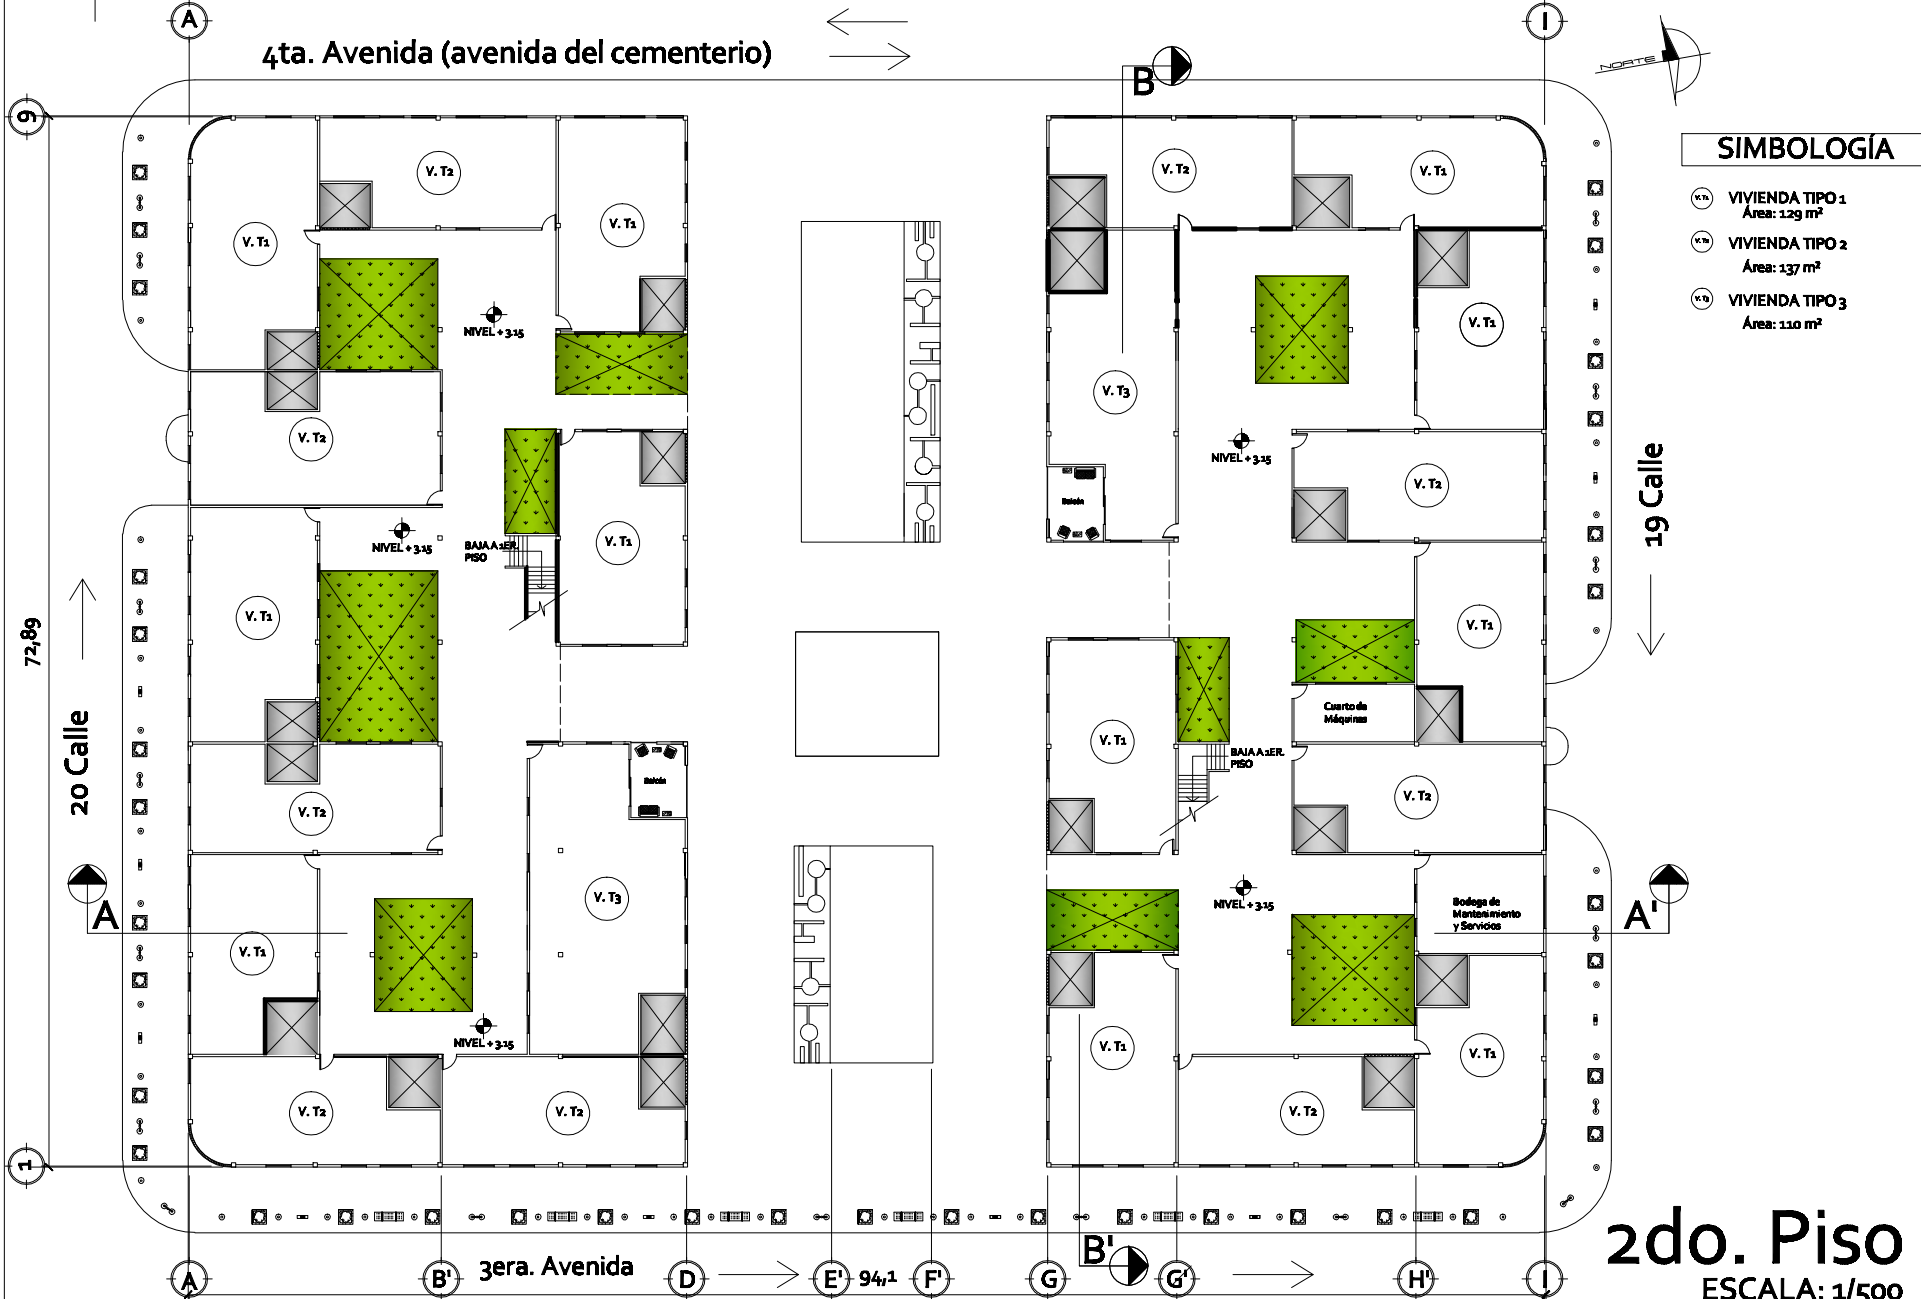 A
I
4ta. Avenida (avenida del cementerio)
NORTE
B
9
SIMBOLOGÍA
V. T1 VIVIENDA TIPO 1
Área: 129 m²
V. T2 VIVIENDA TIPO 2
Área: 137 m²
V. T3 VIVIENDA TIPO 3
Área: 110 m²
V. T2
V. T1
V. T1
V. T2
V. T1
NIVEL + 3.15
V. T1
V. T3
V. T2
NIVEL + 3.15
V. T2
Balcón
19 Calle
NIVEL + 3.15
BAJA A 1ER.
PISO
V. T1
V. T1
V. T1
72,89
20 Calle
Cuarto de
Máquinas
V. T1
BAJA A 1ER.
PISO
Balcón
V. T2
V. T2
A
V. T3
NIVEL + 3.15
Bodega de
Mantenimiento
y Servicios
A'
V. T1
NIVEL + 3.15
V. T1
V. T1
V. T2
V. T2
V. T2
1
2do. Piso
ESCALA: 1/500
B'
3era. Avenida
A
B'
D
E'
94,1
F'
G
G'
H'
I